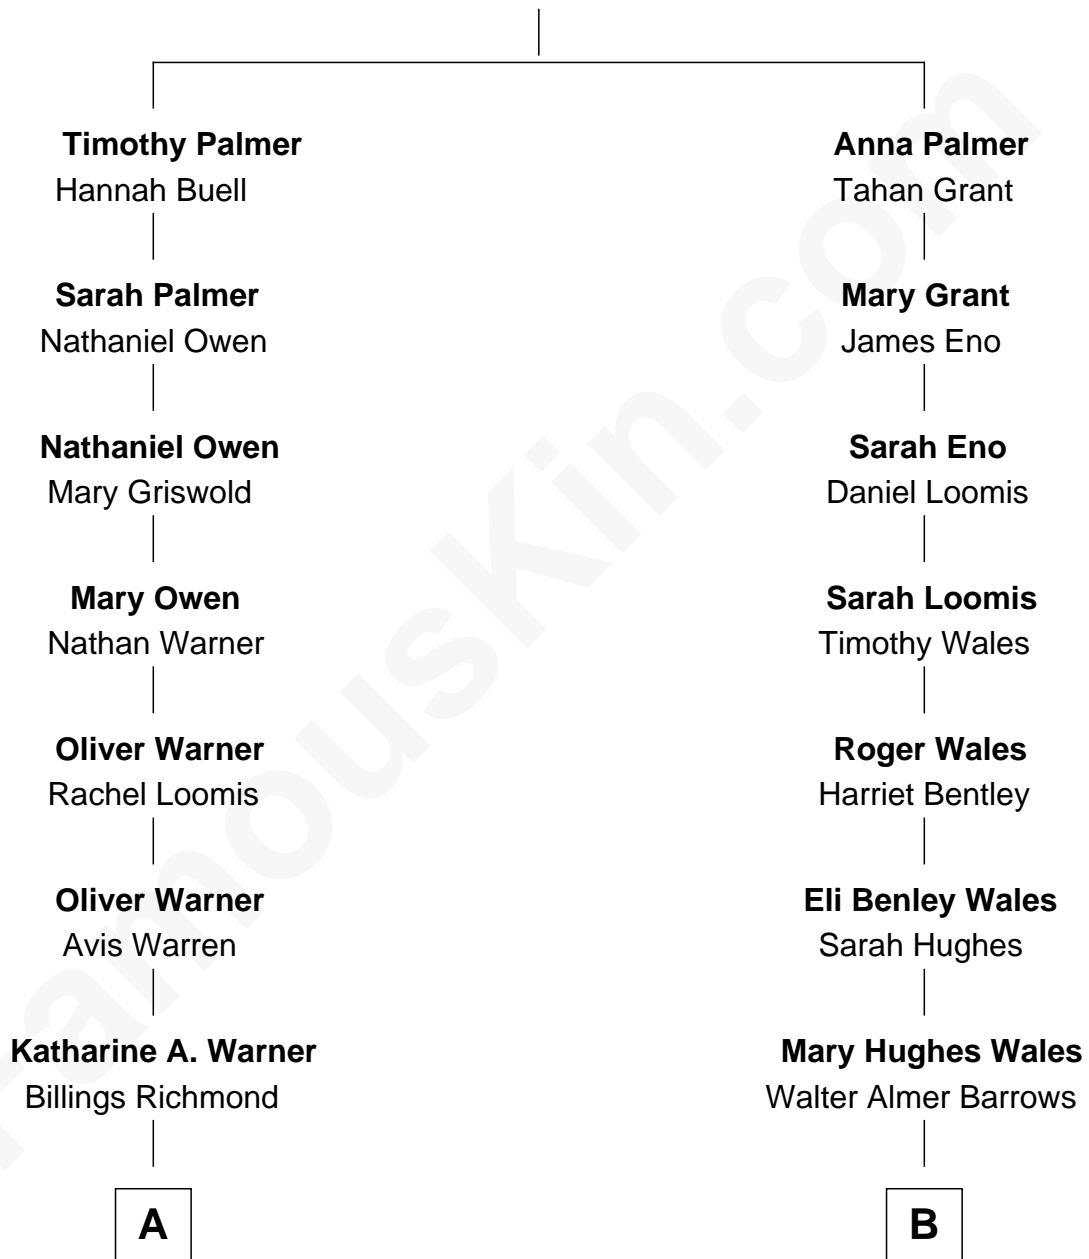 Timothy Palmer
Hannah Buell
Sarah Palmer
Nathaniel Owen
Nathaniel Owen
Mary Griswold
Mary Owen
Nathan Warner
Oliver Warner
Rachel Loomis
Oliver Warner
Avis Warren
Katharine A. Warner
Billings Richmond
A
Anna Palmer
Tahan Grant
Mary Grant
James Eno
Sarah Eno
Daniel Loomis
Sarah Loomis
Timothy Wales
Roger Wales
Harriet Bentley
Eli Benley Wales
Sarah Hughes
Mary Hughes Wales
Walter Almer Barrows
B
FamousKin.com